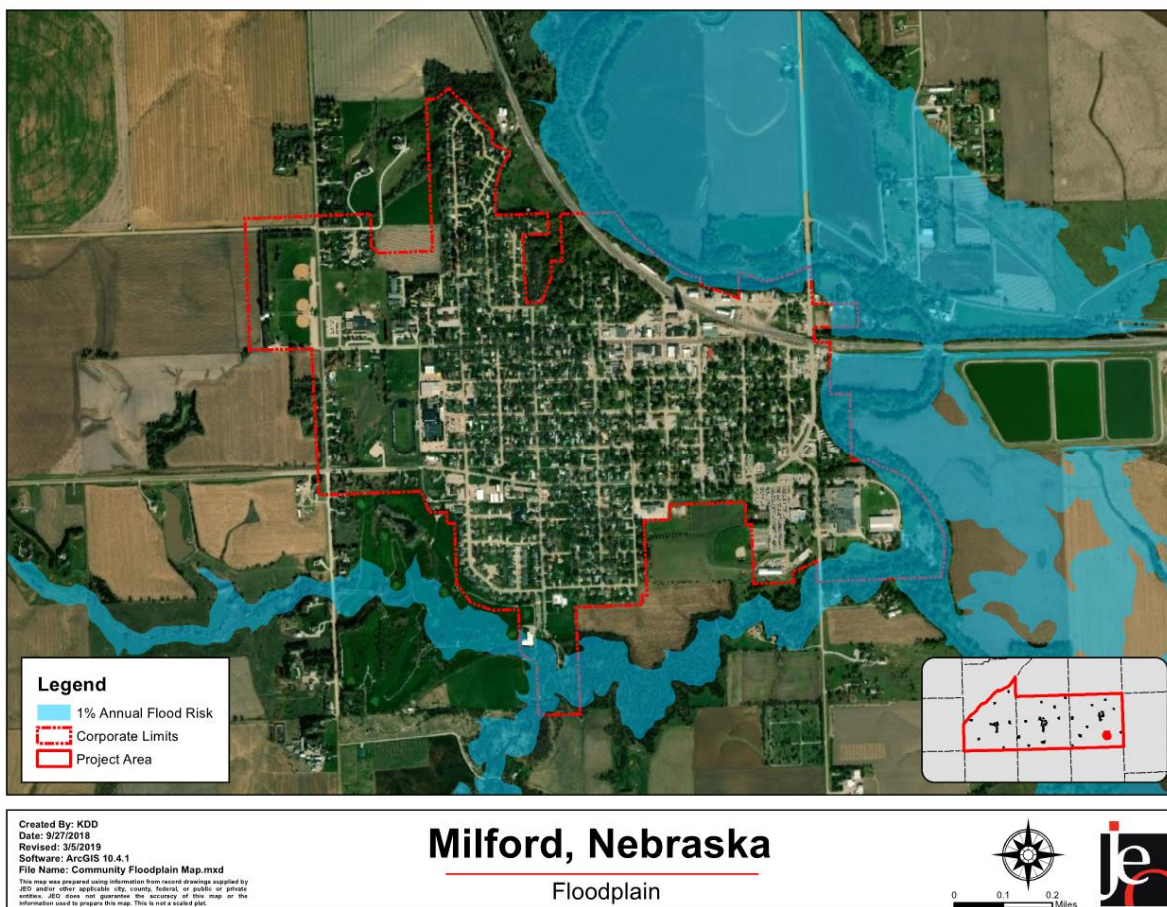 Legend
1% Annual Flood Risk
Corporate Limits
Project Area
Created By: KDD
Date: 9/27/2018
Revised: 3/5/2019
Software: ArcGIS 10.4.1
File Name: Community Floodplain Map.mxd
This map was prepared using information from record drawings supplied by
JEO and/or other applicable city, county, federal, or public or private
entities. JEO does not guarantee the accuracy of this map or the
information used to prepare this map. This is not a scaled plat.
Milford, Nebraska
Floodplain
0 0.1 0.2
Miles
jeo